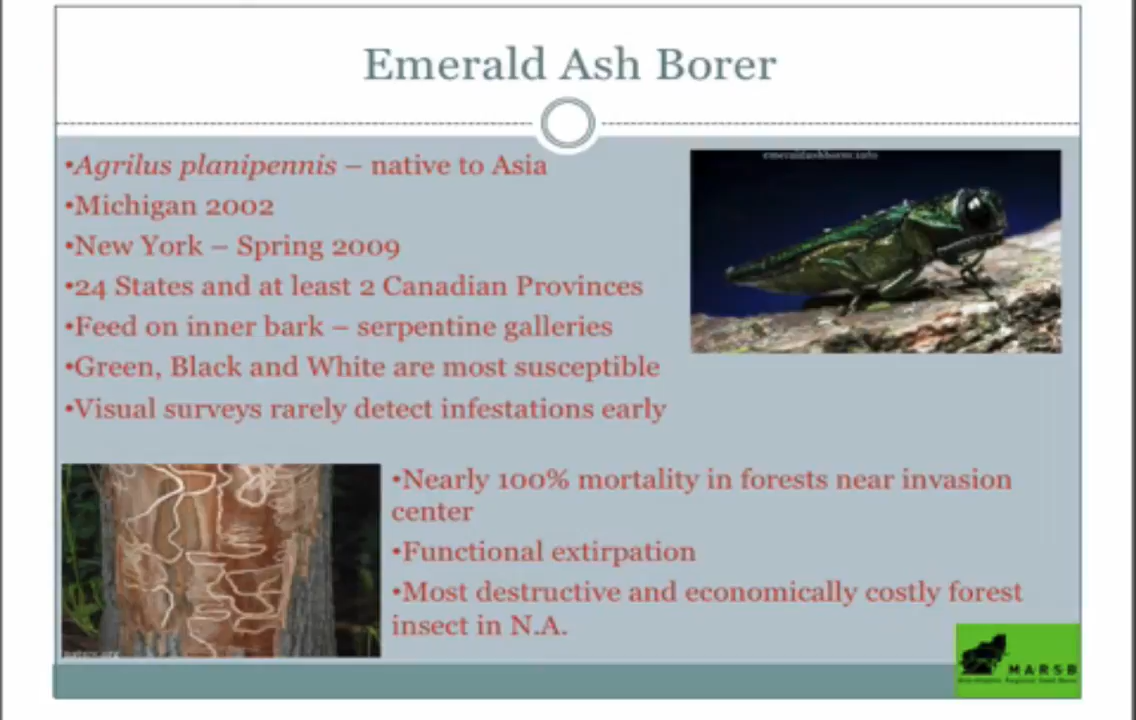 Emerald Ash Borer
•Agrilus planipennis – native to Asia
•Michigan 2002
•New York – Spring 2009
•24 States and at least 2 Canadian Provinces
•Feed on inner bark – serpentine galleries
•Green, Black and White are most susceptible
•Visual surveys rarely detect infestations early
emeraldashborer.info
•Nearly 100% mortality in forests near invasion
center
•Functional extirpation
•Most destructive and economically costly forest
insect in N.A.
MARSB